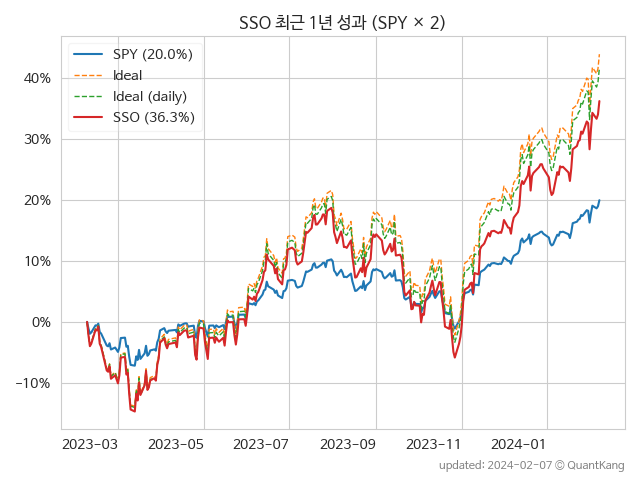 SSO 최근 1년 성과 (SPY × 2)
SPY (20.0%)
Ideal
Ideal (daily)
SSO (36.3%)
40%
30%
20%
10%
0%
−10%
2023-03
2023-05
2023-07
2023-09
2023-11
2024-01
updated: 2024-02-07 © QuantKang